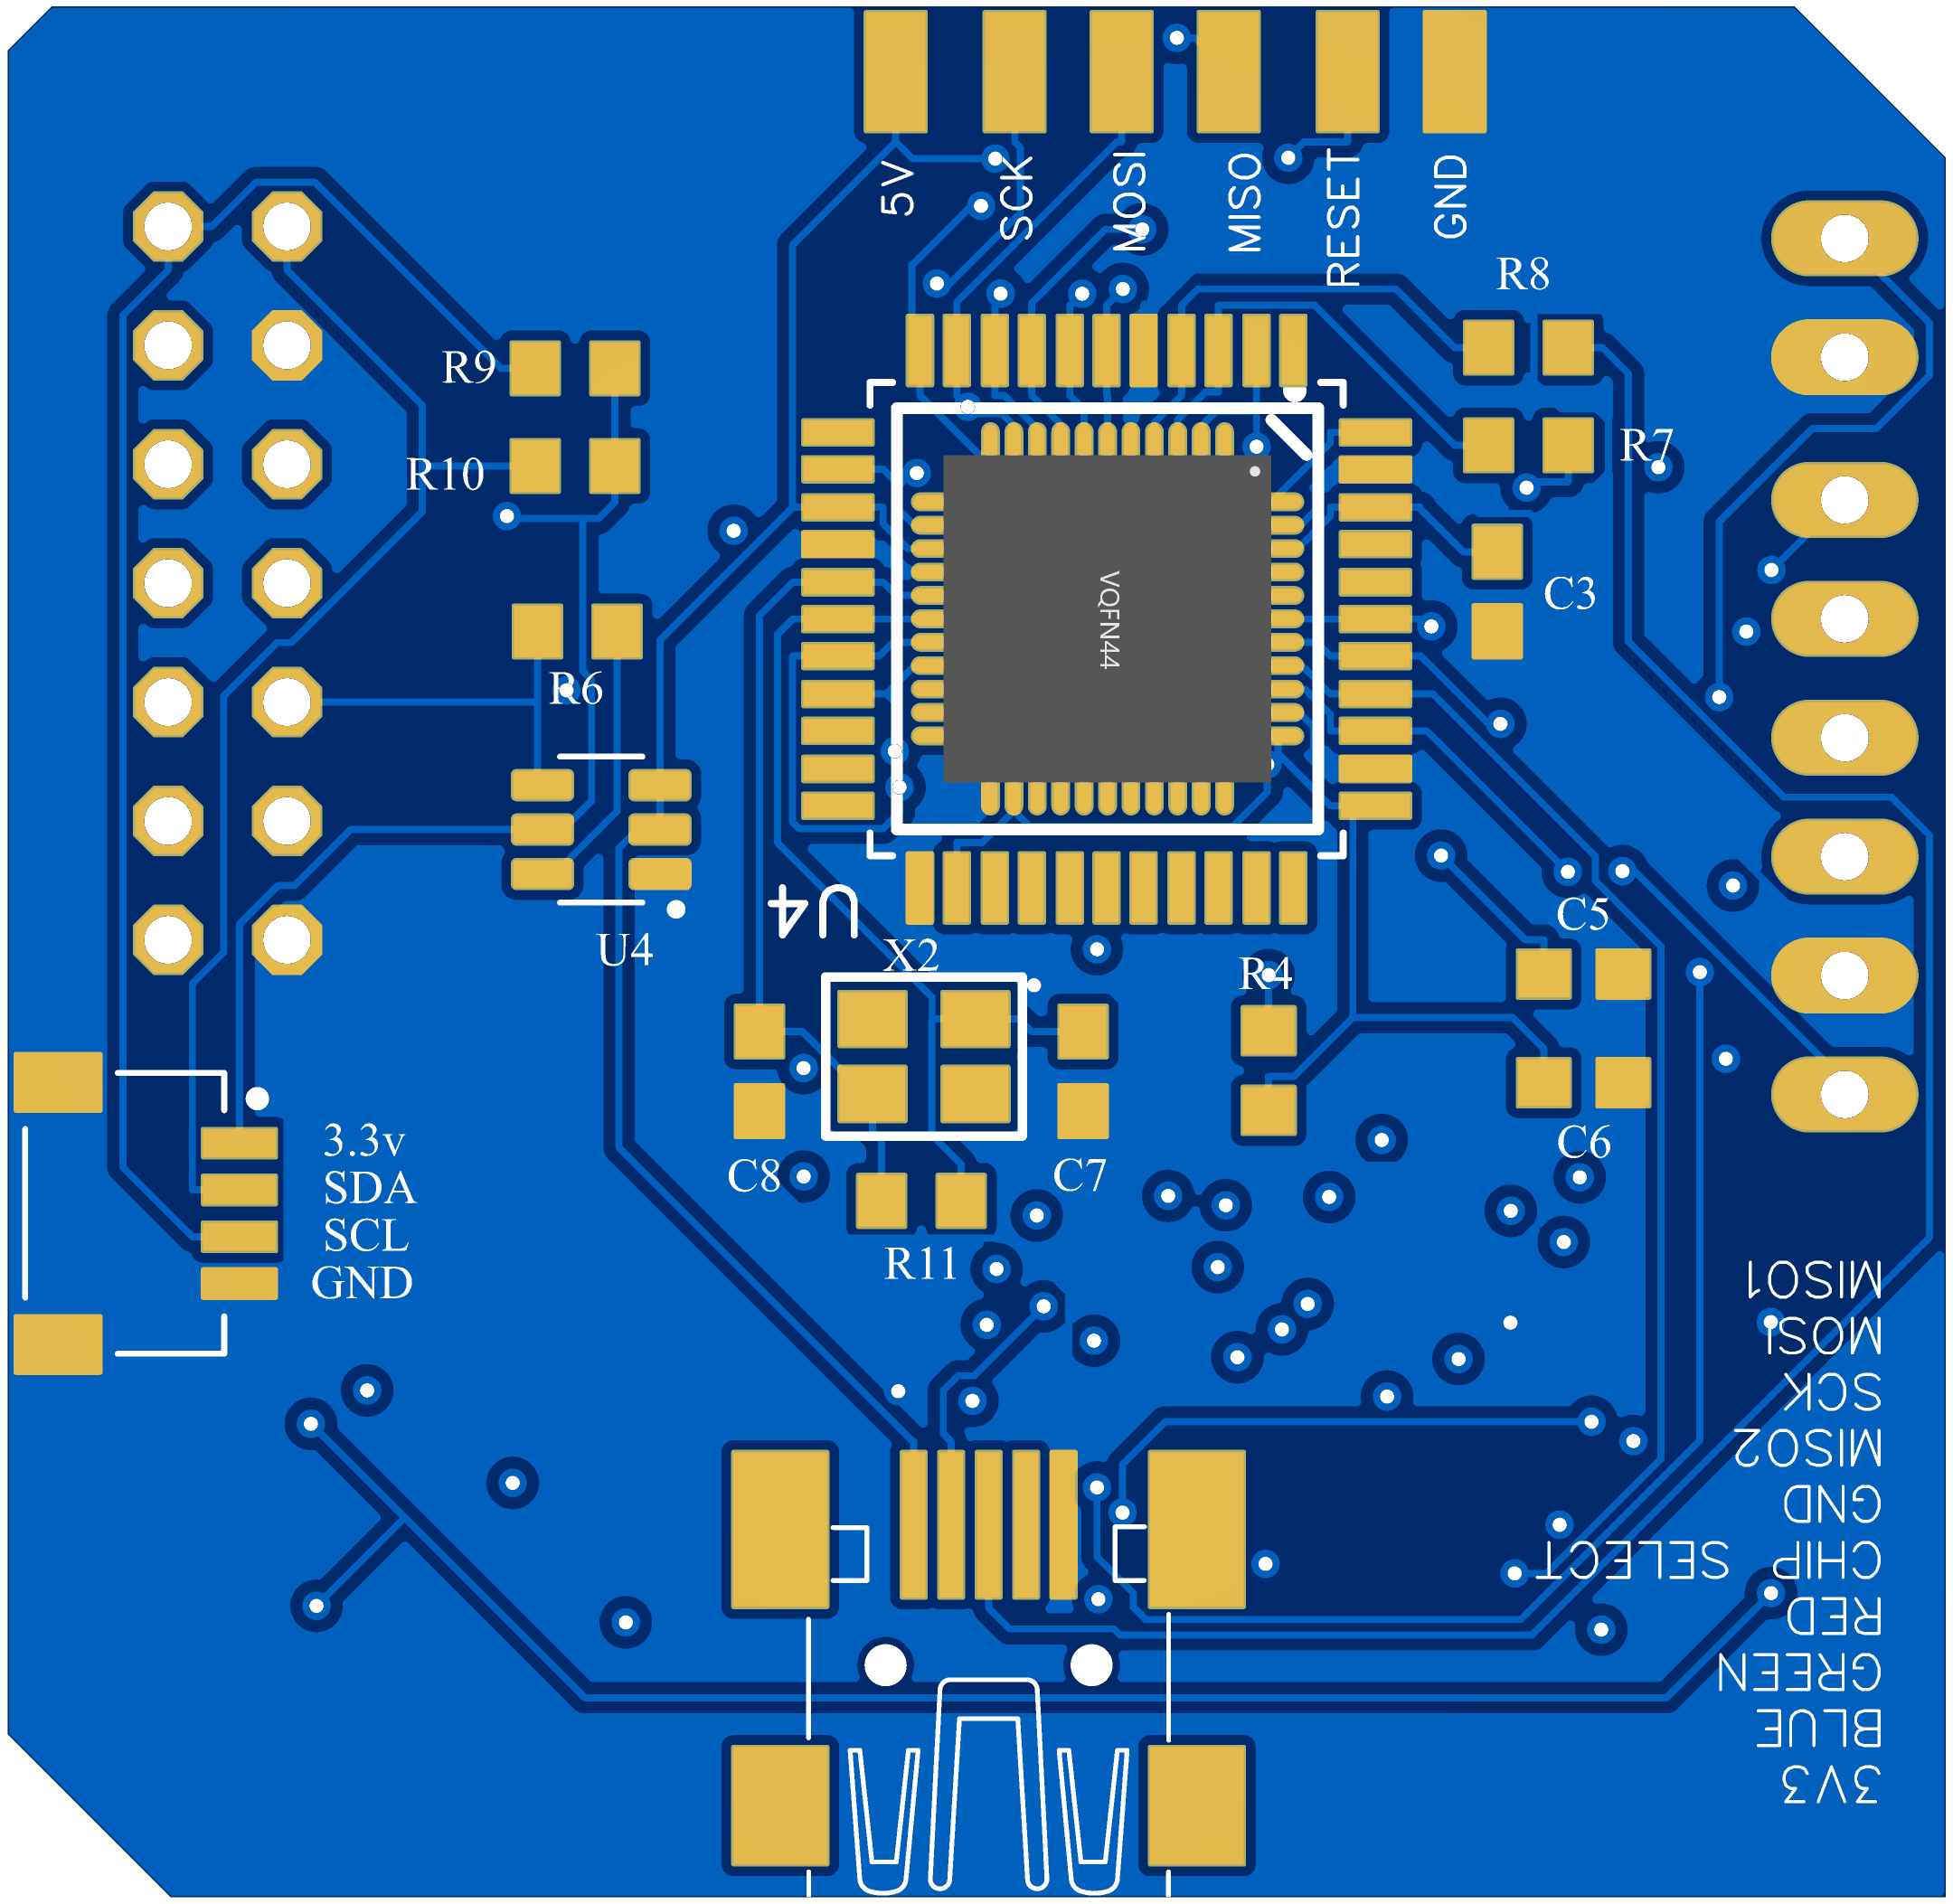 5V
SCK
MOSI
MISO
RESET
GND
R8
R9
R7
R10
C3
VQFN44
R6
U4
C5
U4
X2
R4
3.3v
SDA
SCL
GND
C8
C7
C6
R11
MISO1
MOSI
SCK
MISO2
GND
CHIP SELECT
RED
GREEN
BLUE
3V3